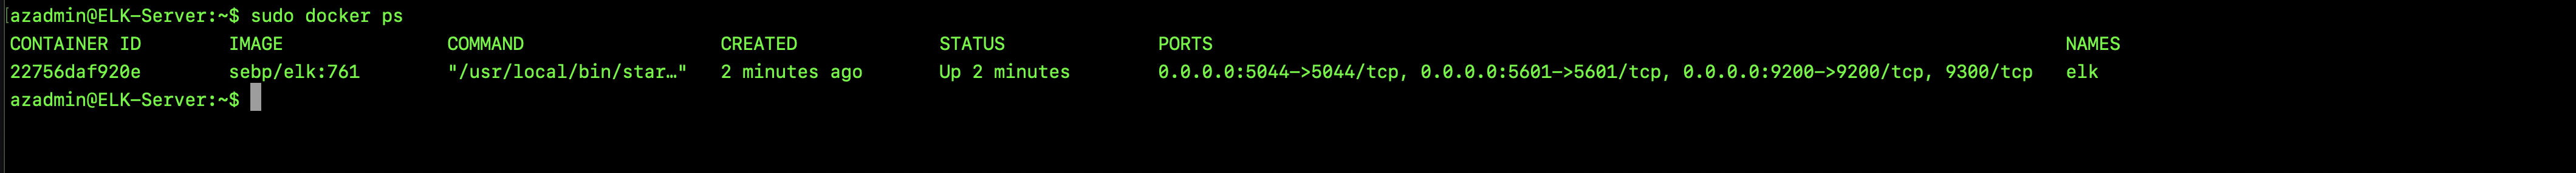 [azadmin@ELK-Server:~$ sudo docker ps
CONTAINER ID        IMAGE               COMMAND                  CREATED             STATUS              PORTS                                                                              NAMES
22756daf920e        sebp/elk:761        "/usr/local/bin/star…"   2 minutes ago       Up 2 minutes        0.0.0.0:5044->5044/tcp, 0.0.0.0:5601->5601/tcp, 0.0.0.0:9200->9200/tcp, 9300/tcp   elk
azadmin@ELK-Server:~$